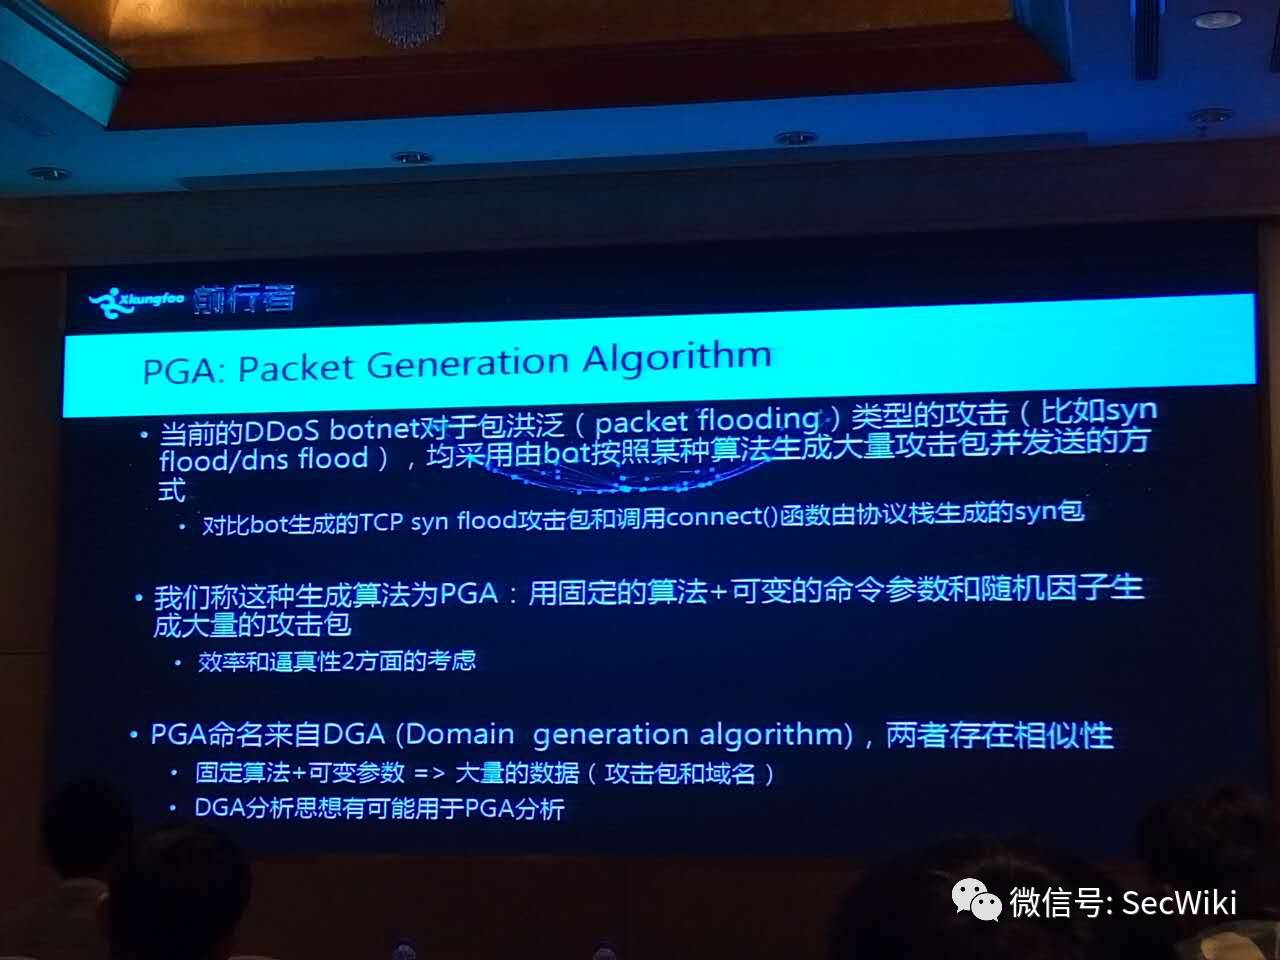 Xkungfoo 前行者
PGA: Packet Generation Algorithm
• 当前的DDoS botnet对于包洪泛（packet flooding）类型的攻击（比如syn
flood/dns flood），均采用由bot按照某种算法生成大量攻击包并发送的方
式
• 对比bot生成的TCP syn flood攻击包和调用connect()函数由协议栈生成的syn包
• 我们称这种生成算法为PGA：用固定的算法+可变的命令参数和随机因子生
成大量的攻击包
• 效率和逼真性2方面的考虑
• PGA命名来自DGA (Domain generation algorithm)，两者存在相似性
• 固定算法+可变参数 => 大量的数据（攻击包和域名）
• DGA分析思想有可能用于PGA分析
微信号: SecWiki